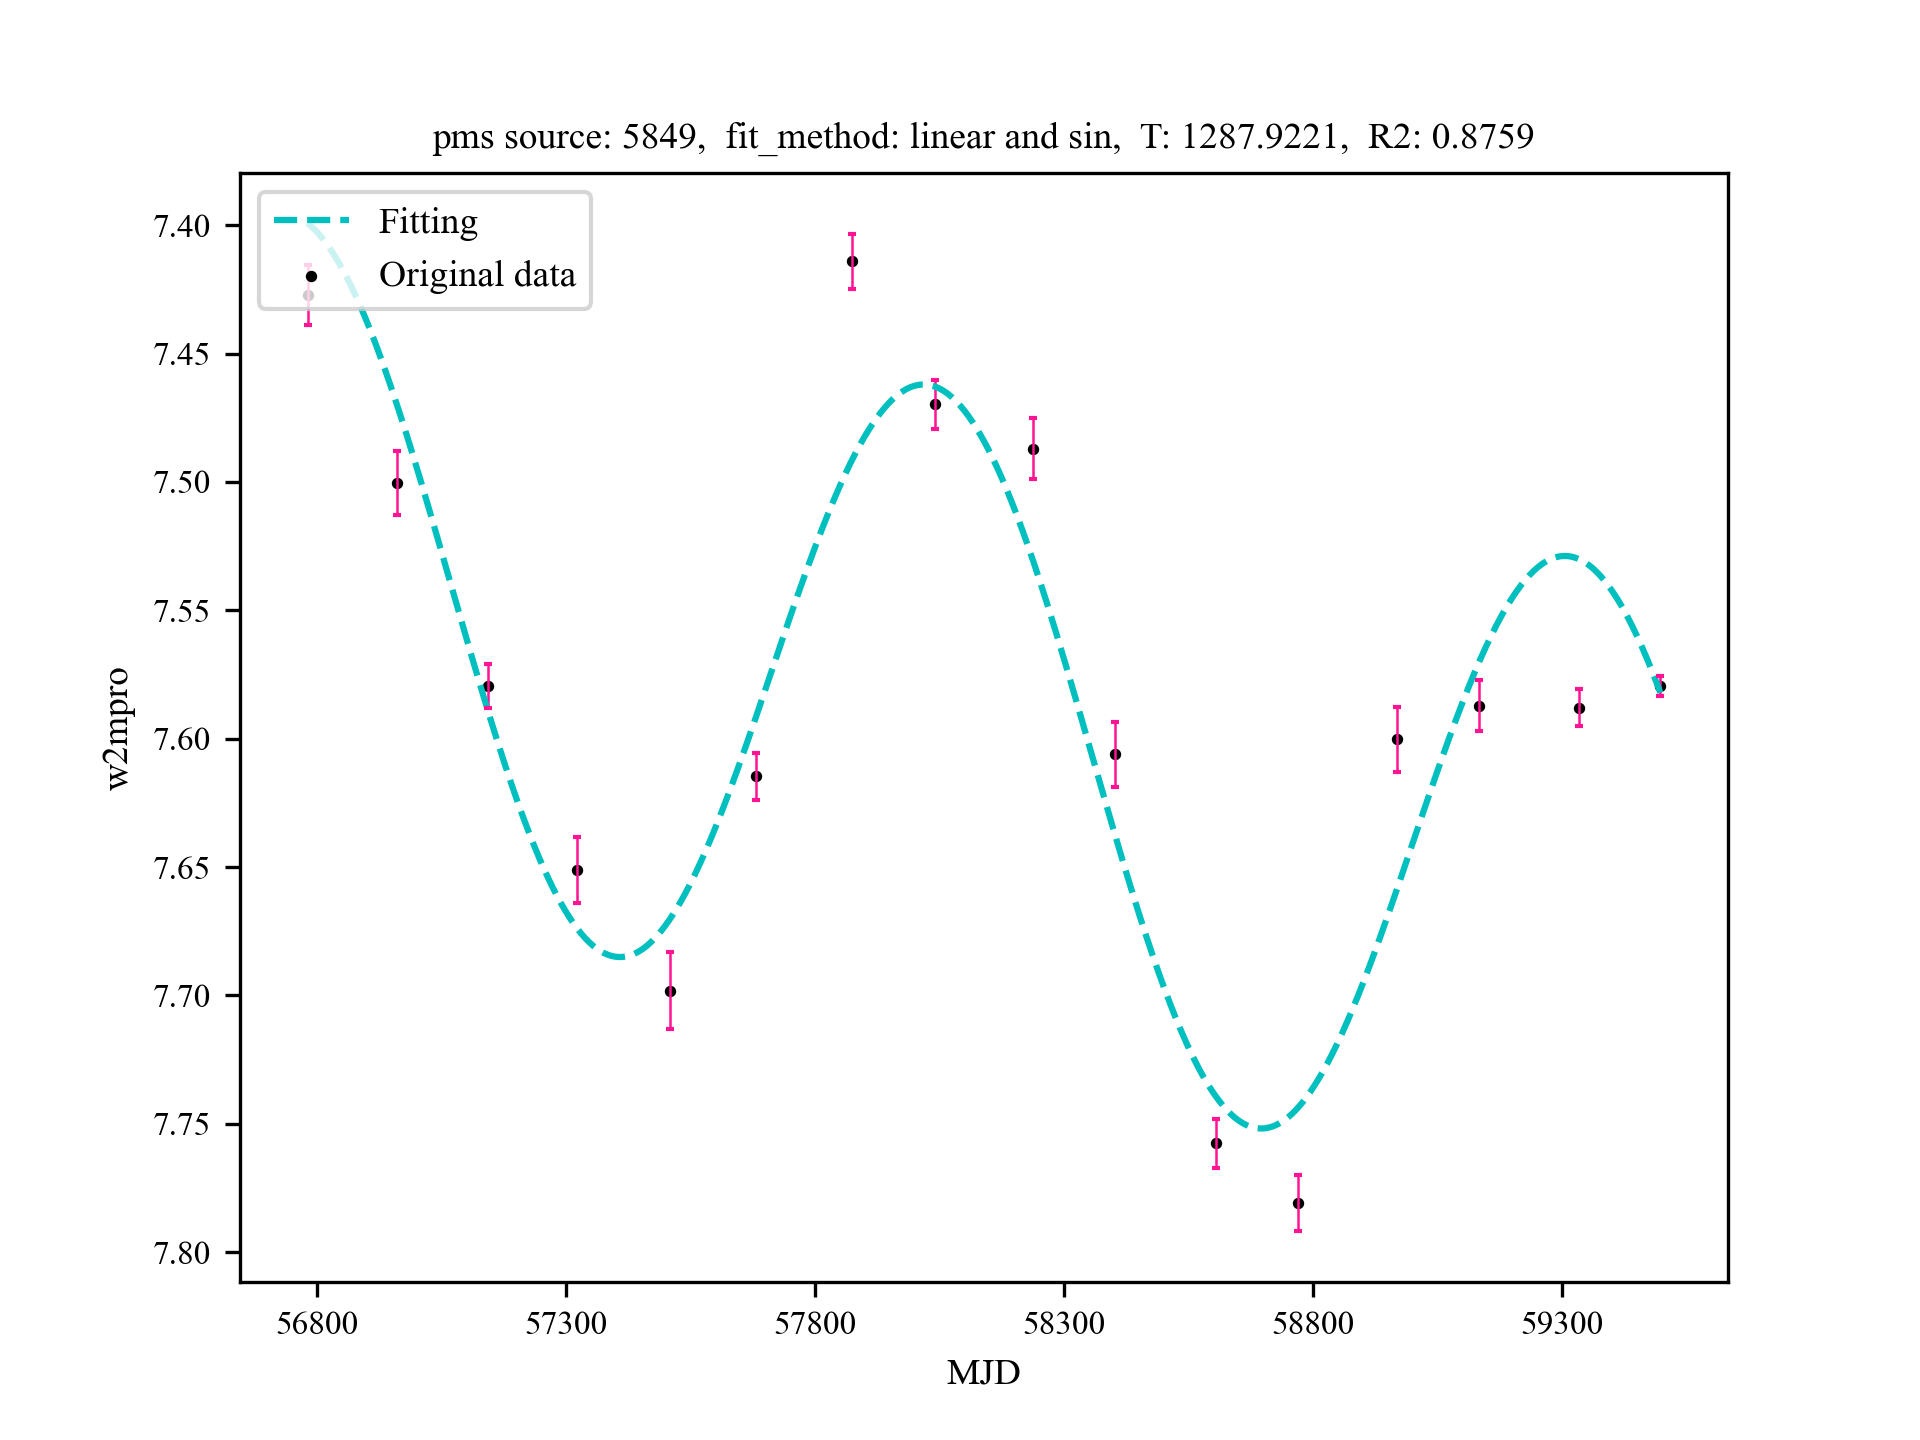 pms source: 5849, fit_method: linear and sin, T: 1287.9221, R2: 0.8759
Fitting
Original data
7.40
7.45
7.50
7.55
7.60
7.65
7.70
7.75
7.80
w2mpro
56800 57300 57800 58300 58800 59300
MJD